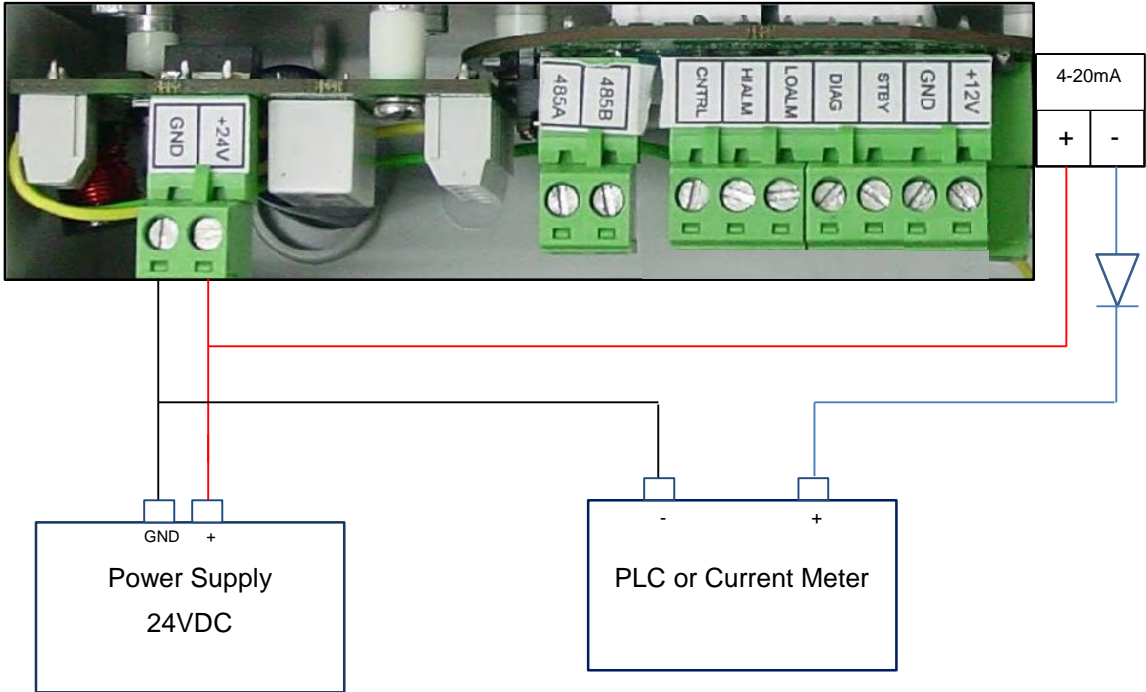 GND
+24V
485A
485B
CNTRL
HIALM
LOALM
DIAG
STBY
GND
+12V
4-20mA
+ -
GND +
Power Supply
24VDC
- +
PLC or Current Meter